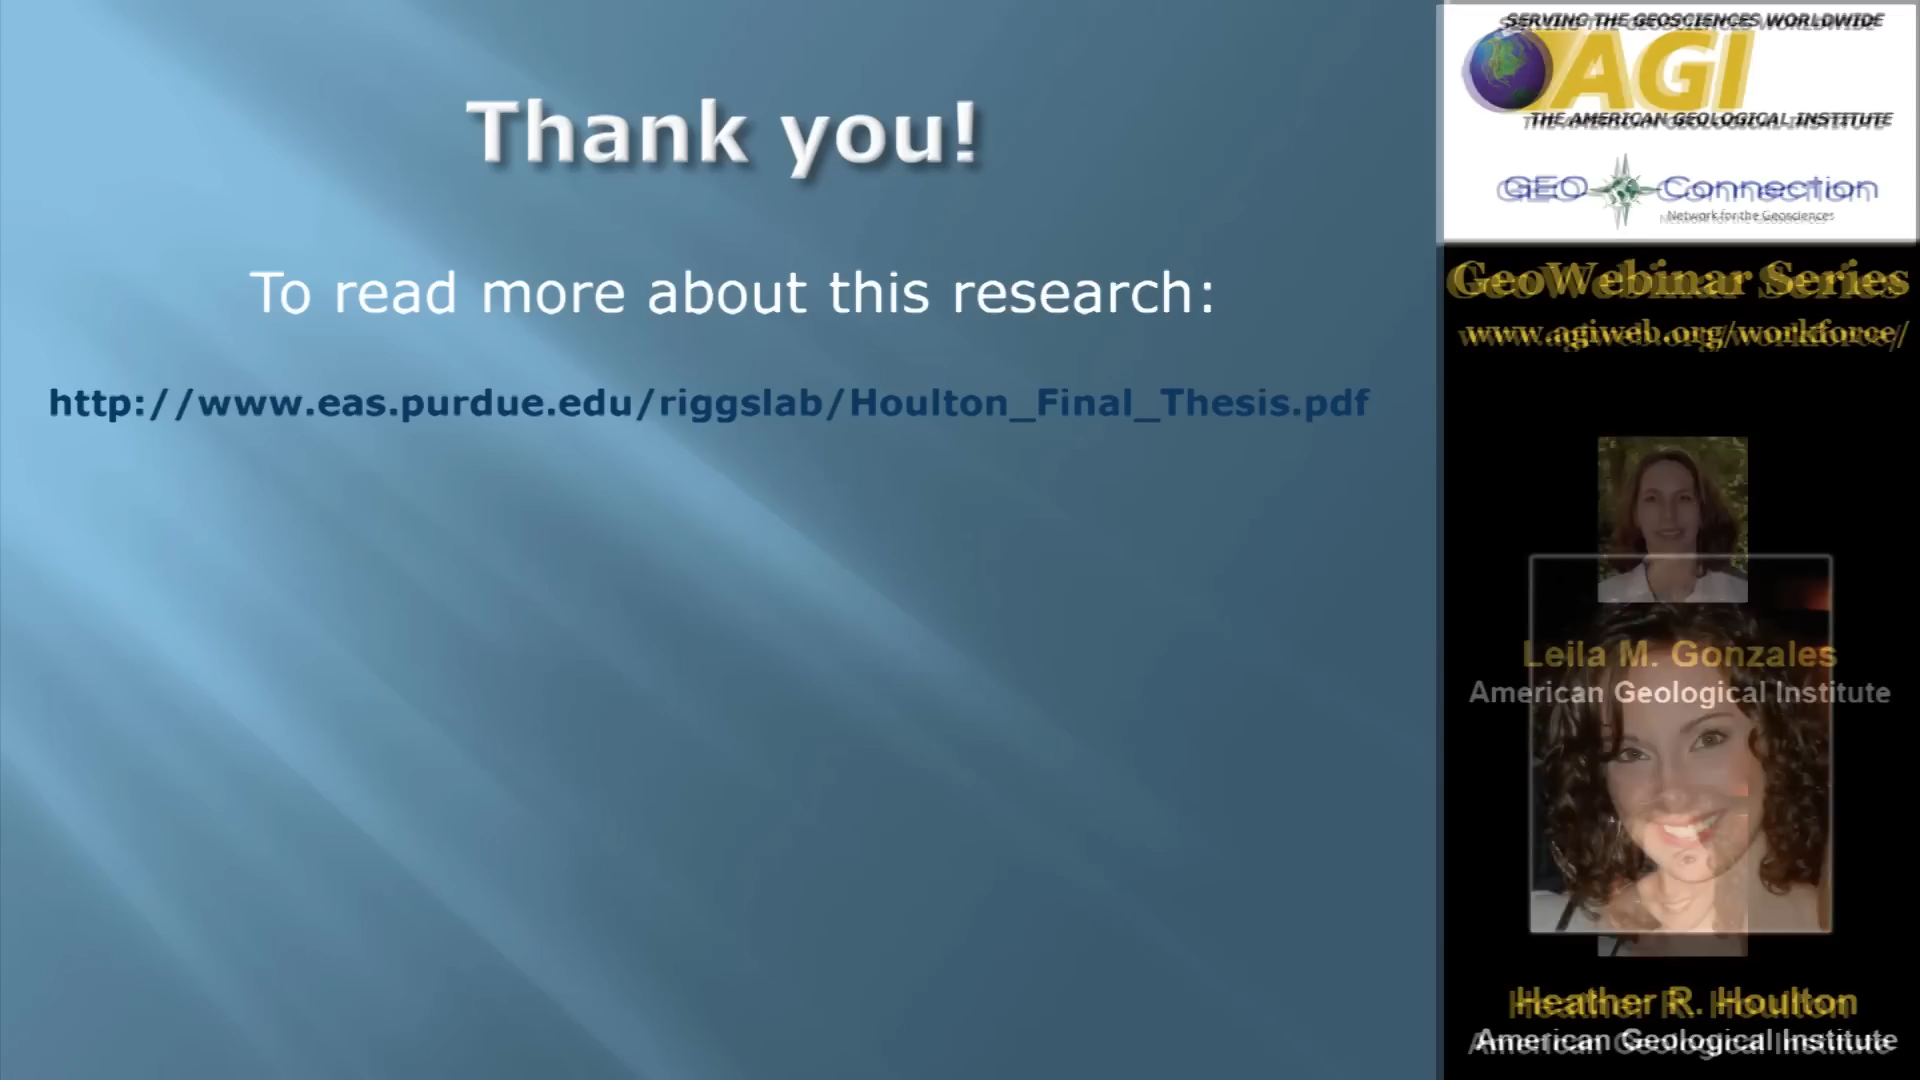 Thank you!
To read more about this research:
http://www.eas.purdue.edu/riggslab/Houlton_Final_Thesis.pdf
SERVING THE GEOSCIENCES WORLDWIDE
AGI
THE AMERICAN GEOLOGICAL INSTITUTE
GEO Connection
Network for the Geosciences
GeoWebinar Series
www.agiweb.org/workforce/
Leila M. Gonzales
American Geological Institute
Heather R. Houlton
American Geological Institute